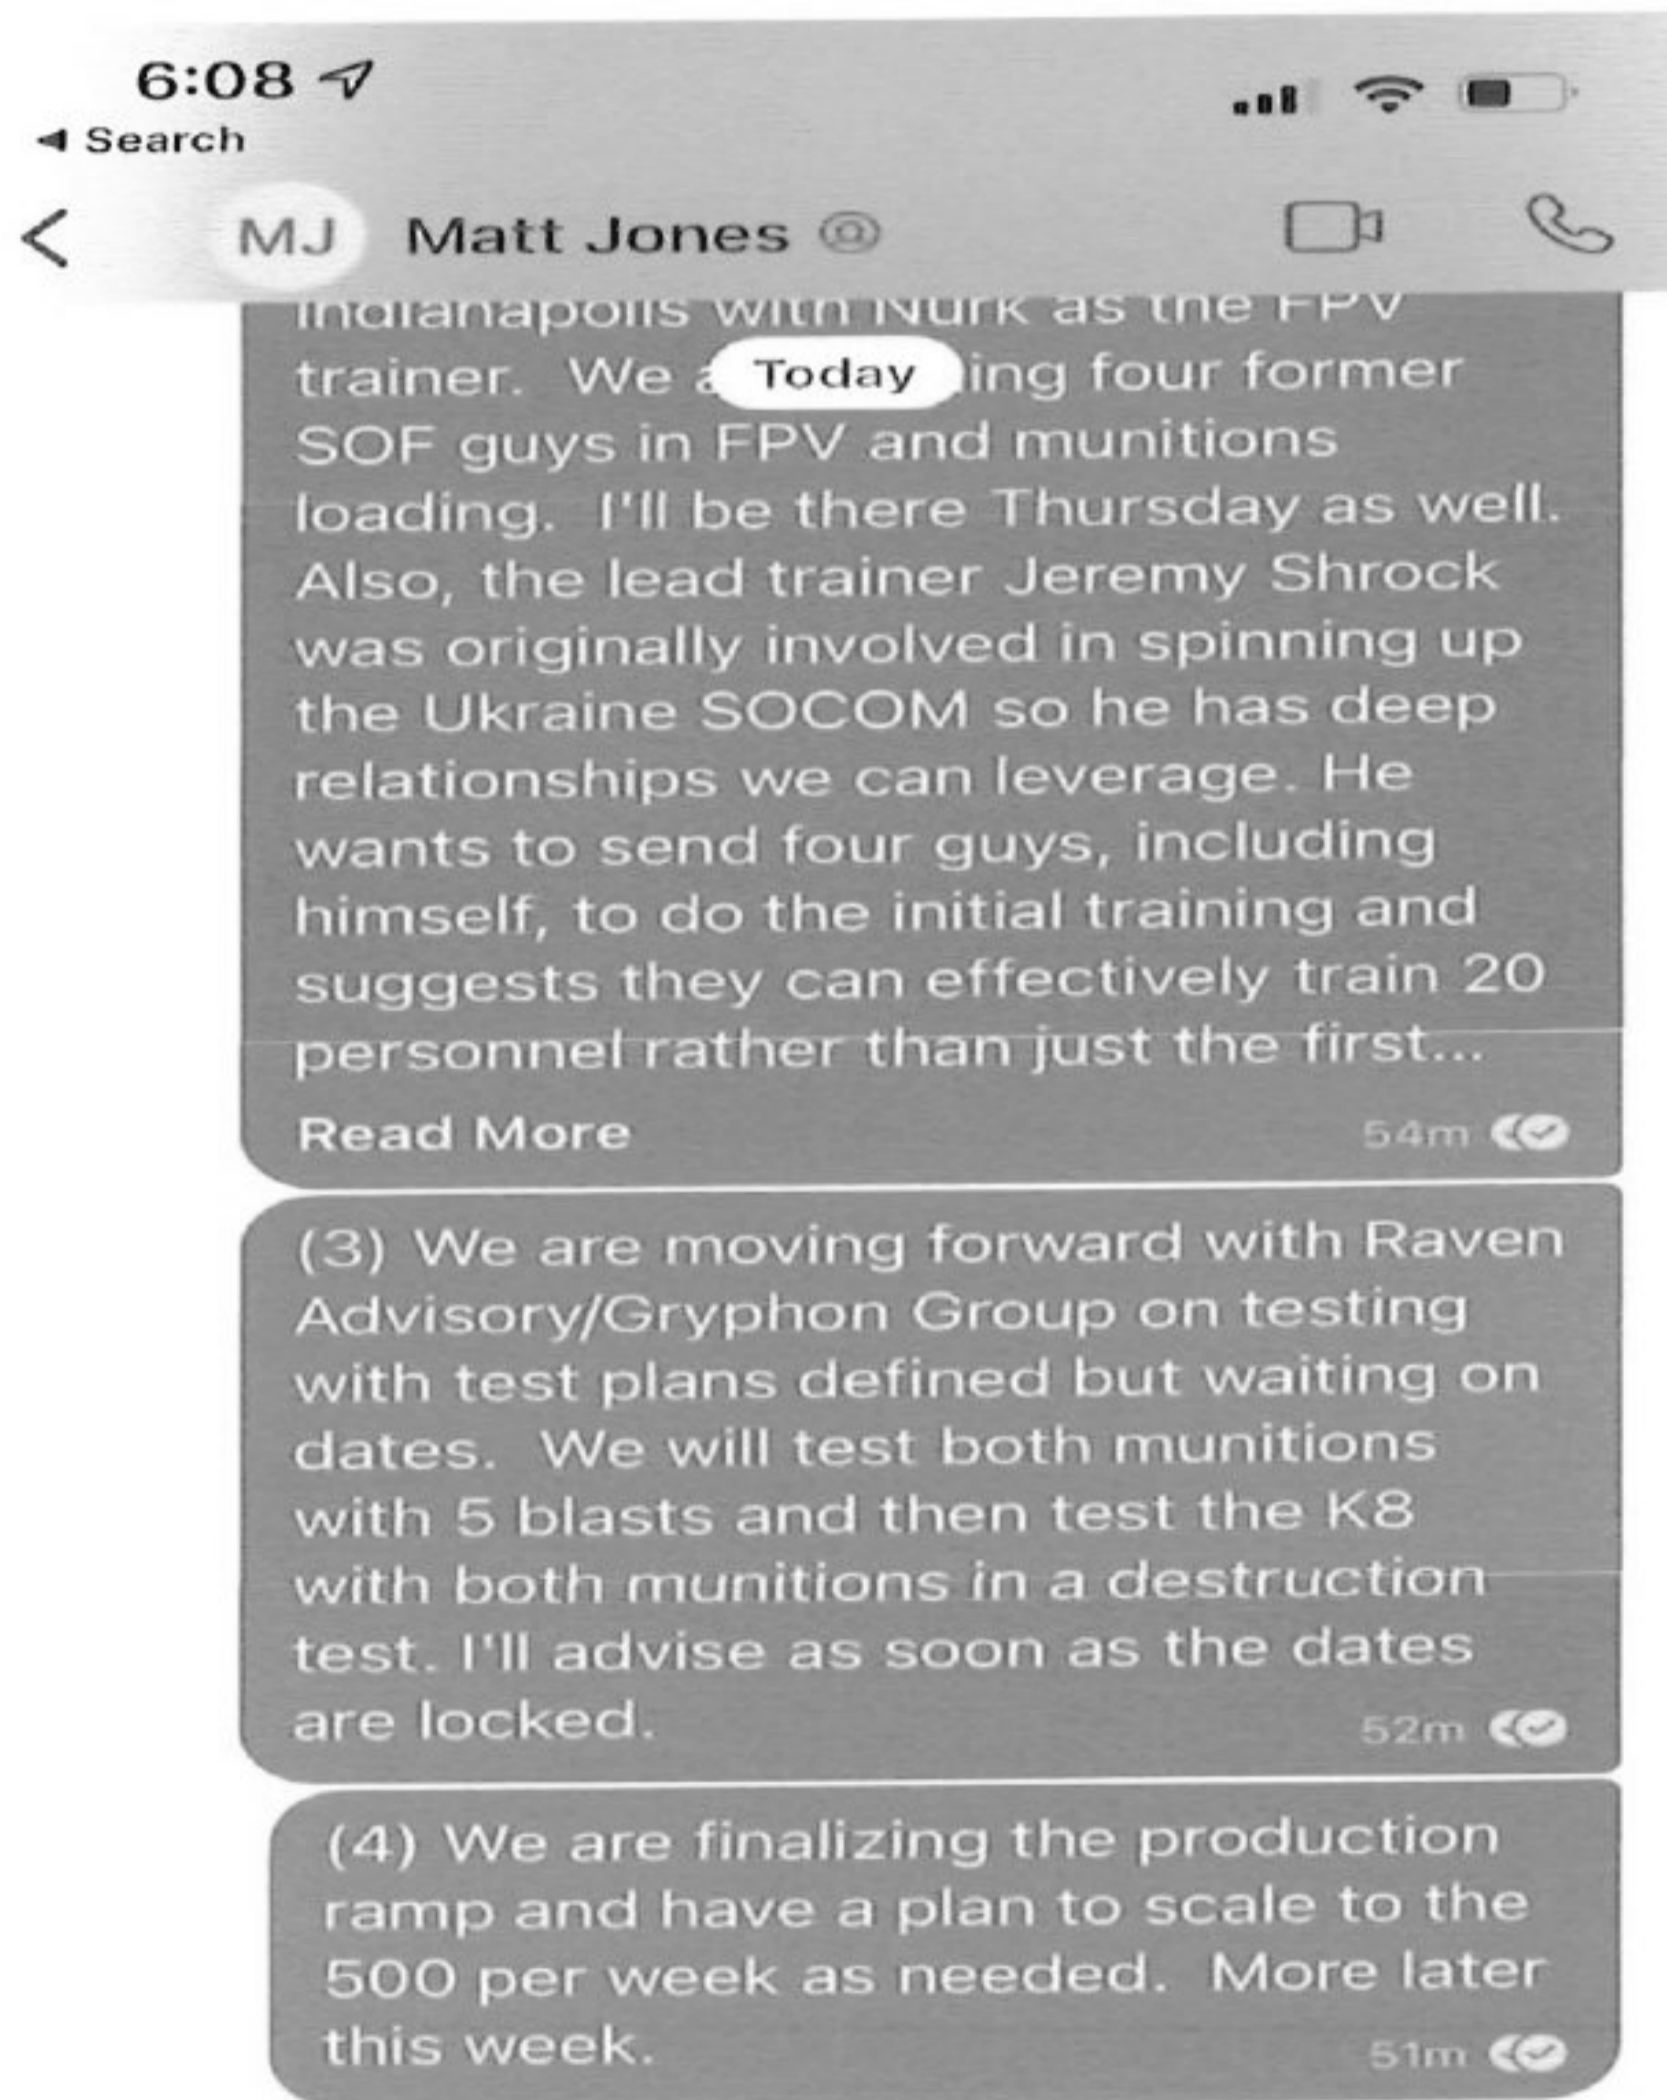 6:08
Search
MJ Matt Jones
Indianapolis with Nurk as the FPV
trainer. We Today ing four former
SOF guys in FPV and munitions
loading. I'll be there Thursday as well.
Also, the lead trainer Jeremy Shrock
was originally involved in spinning up
the Ukraine SOCOM so he has deep
relationships we can leverage. He
wants to send four guys, including
himself, to do the initial training and
suggests they can effectively train 20
personnel rather than just the first...
Read More 54m
(3) We are moving forward with Raven
Advisory/Gryphon Group on testing
with test plans defined but waiting on
dates. We will test both munitions
with 5 blasts and then test the K8
with both munitions in a destruction
test. I'll advise as soon as the dates
are locked. 52m
(4) We are finalizing the production
ramp and have a plan to scale to the
500 per week as needed. More later
this week. 51m